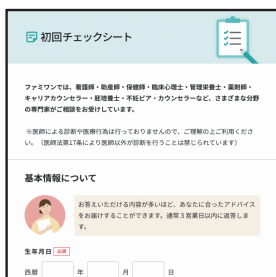 初回チェックシート
ファミワンでは、看護師・助産師・保健師・臨床心理士・管理栄養士・薬剤師・
キャリアカウンセラー・胚培養士・不妊ピア・カウンセラーなど、さまざまな分野
の専門家がご相談をお受けしています。
※医師による診断や医療行為は行っておりませんので、ご理解の上ご利用くださ
い。（医師法第17条により医師以外が診断を行うことは禁じられています）
基本情報について
お答えいただける内容が多いほど、あなたに合ったアドバイス
をお届けすることができます。通常３営業日以内に返答しま
す。
生年月日 必須
西暦 年 月 日